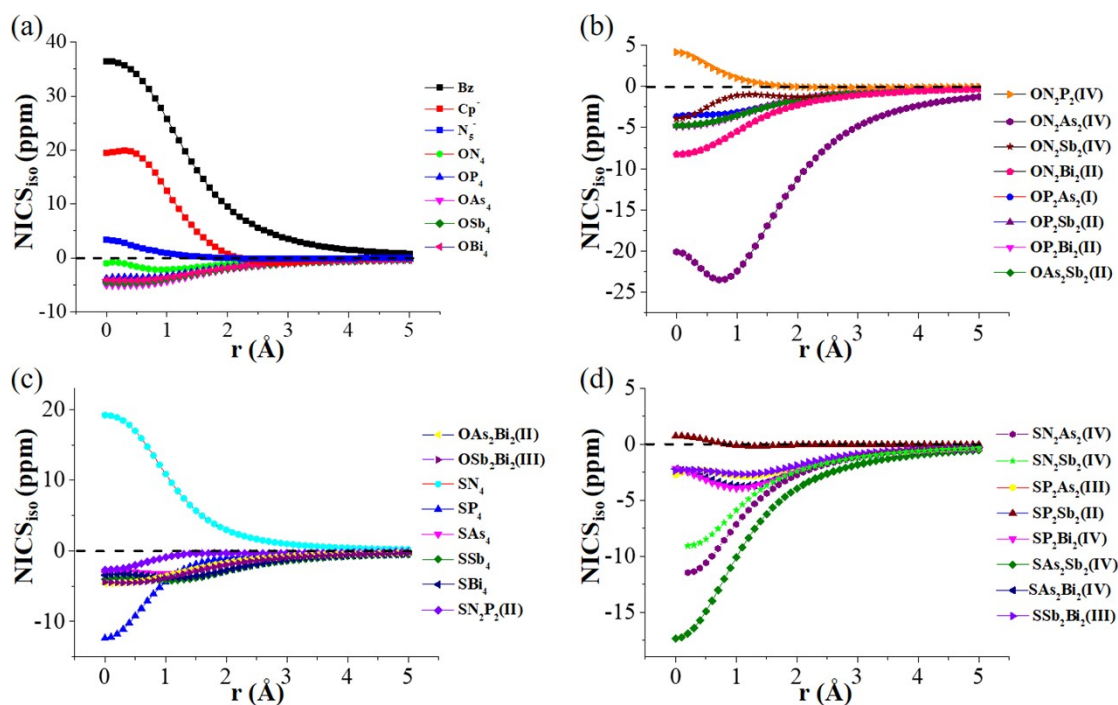 (a)
NICS_iso (ppm)
40
30
20
10
0
-10
0 1 2 3 4 5
r (Å)
Bz
Cp⁻
N₅⁻
ON₄
OP₄
OAs₄
OSb₄
OBi₄
(b)
NICS_iso (ppm)
5
0
-5
-10
-15
-20
-25
0 1 2 3 4 5
r (Å)
ON₂P₂(IV)
ON₂As₂(IV)
ON₂Sb₂(IV)
ON₂Bi₂(II)
OP₂As₂(I)
OP₂Sb₂(II)
OP₂Bi₂(II)
OAs₂Sb₂(II)
(c)
NICS_iso (ppm)
20
10
0
-10
0 1 2 3 4 5
r (Å)
OAs₂Bi₂(II)
OSb₂Bi₂(III)
SN₄
SP₄
SAs₄
SSb₄
SBi₄
SN₂P₂(II)
(d)
NICS_iso (ppm)
5
0
-5
-10
-15
0 1 2 3 4 5
r (Å)
SN₂As₂(IV)
SN₂Sb₂(IV)
SP₂As₂(III)
SP₂Sb₂(II)
SP₂Bi₂(IV)
SAs₂Sb₂(IV)
SAs₂Bi₂(IV)
SSb₂Bi₂(III)